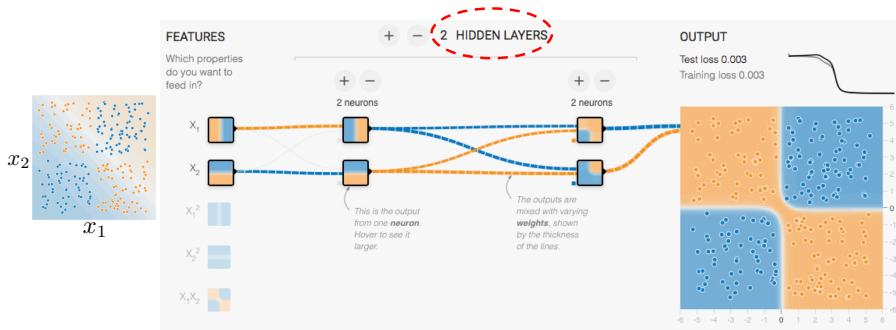 FEATURES
Which properties
do you want to
feed in?
+ − 2 HIDDEN LAYERS
+ −
2 neurons
+ −
2 neurons
OUTPUT
Test loss 0.003
Training loss 0.003
x₂
x₁
X₁
X₂
X₁²
X₂²
X₁X₂
This is the output
from one neuron.
Hover to see it
larger.
The outputs are
mixed with varying
weights, shown
by the thickness
of the lines.
6
5
4
3
2
1
0
-1
-2
-3
-4
-5
-6
-6 -5 -4 -3 -2 -1 0 1 2 3 4 5 6